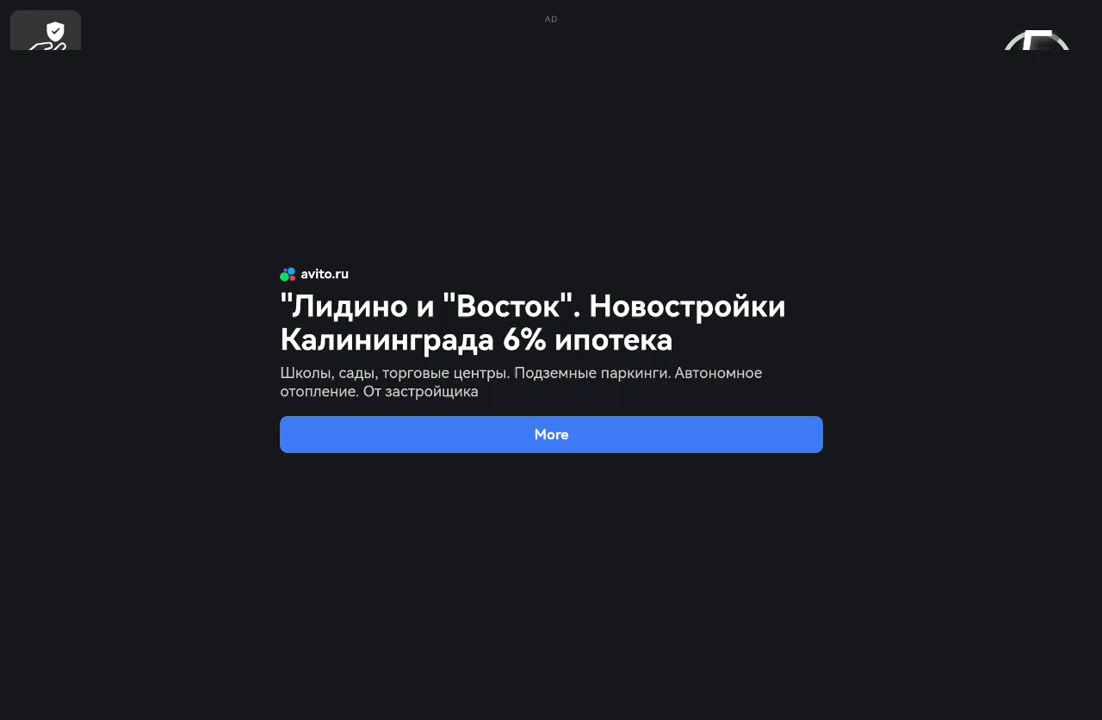 AD
avito.ru
"Лидино и "Восток". Новостройки
Калининграда 6% ипотека
Школы, сады, торговые центры. Подземные паркинги. Автономное
отопление. От застройщика
More